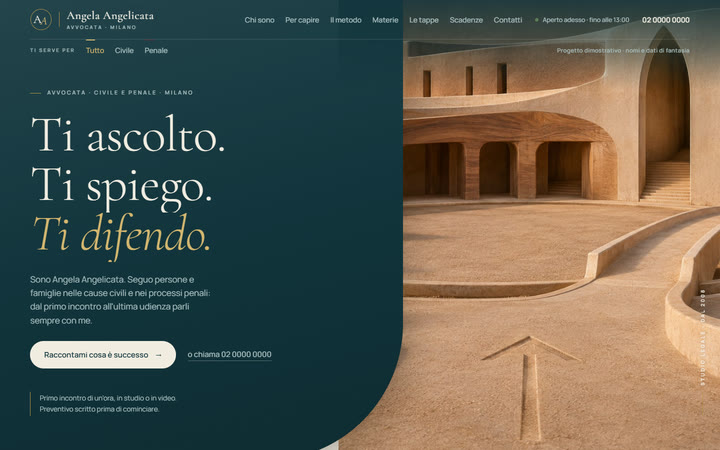 AA
Angela Angelicata
AVVOCATA · MILANO
Chi sono Per capire Il metodo Materie Le tappe Scadenze Contatti
Aperto adesso · fino alle 13:00
02 0000 0000
TI SERVE PER Tutto Civile Penale
Progetto dimostrativo · nomi e dati di fantasia
AVVOCATA · CIVILE E PENALE · MILANO
Ti ascolto.
Ti spiego.
Ti difendo.
Sono Angela Angelicata. Seguo persone e
famiglie nelle cause civili e nei processi penali:
dal primo incontro all'ultima udienza parli
sempre con me.
Raccontami cosa è successo →
o chiama 02 0000 0000
Primo incontro di un'ora, in studio o in video.
Preventivo scritto prima di cominciare.
STUDIO LEGALE · DAL 2008